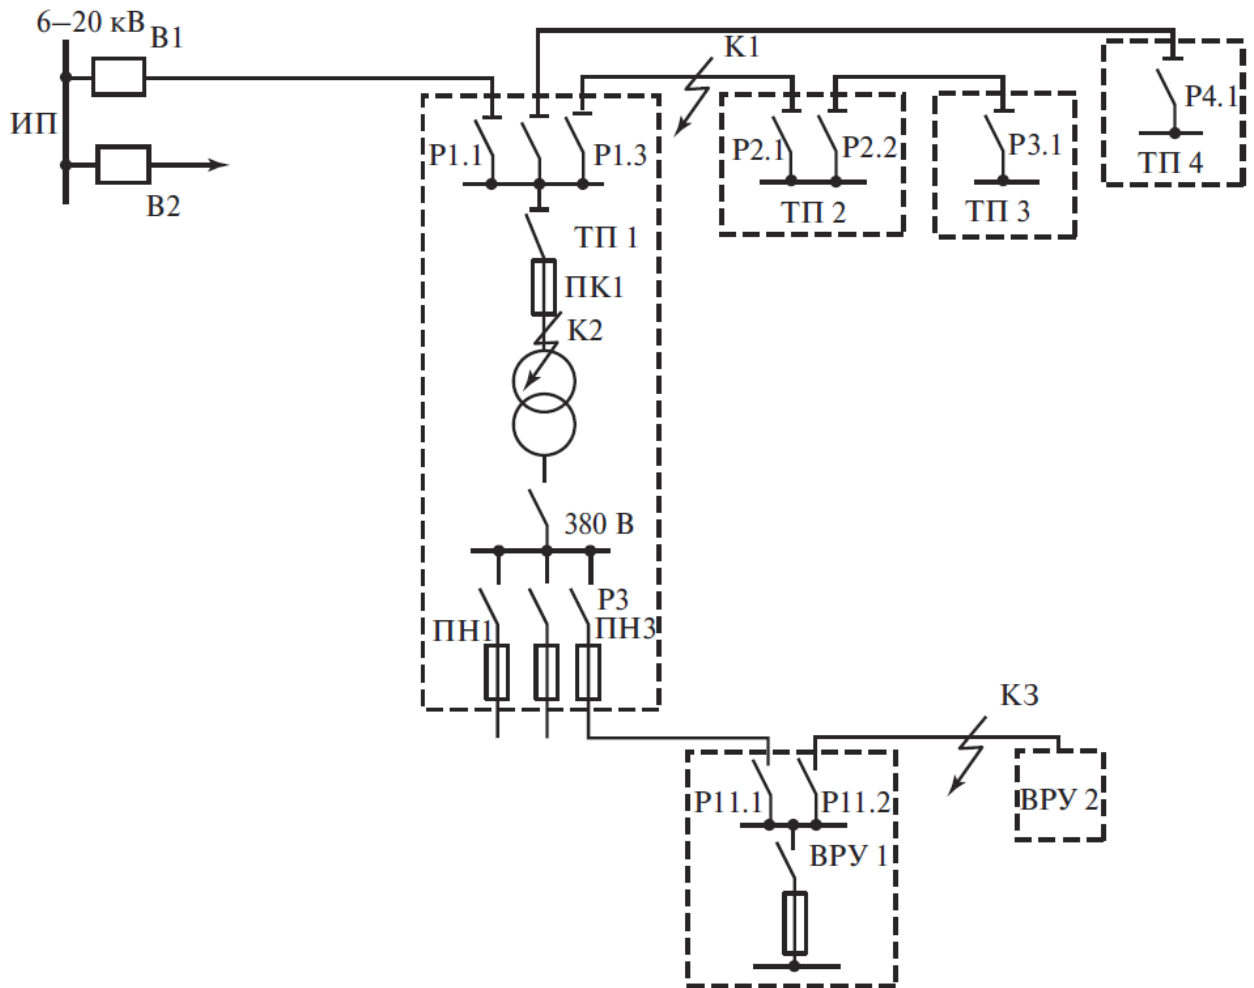 6–20 кВ
В1
К1
ИП
Р1.1
Р1.3
Р2.1
Р2.2
Р3.1
Р4.1
ТП 4
В2
ТП 2
ТП 3
ТП 1
ПК1
К2
380 В
Р3
ПН1
ПН3
К3
Р11.1
Р11.2
ВРУ 2
ВРУ 1